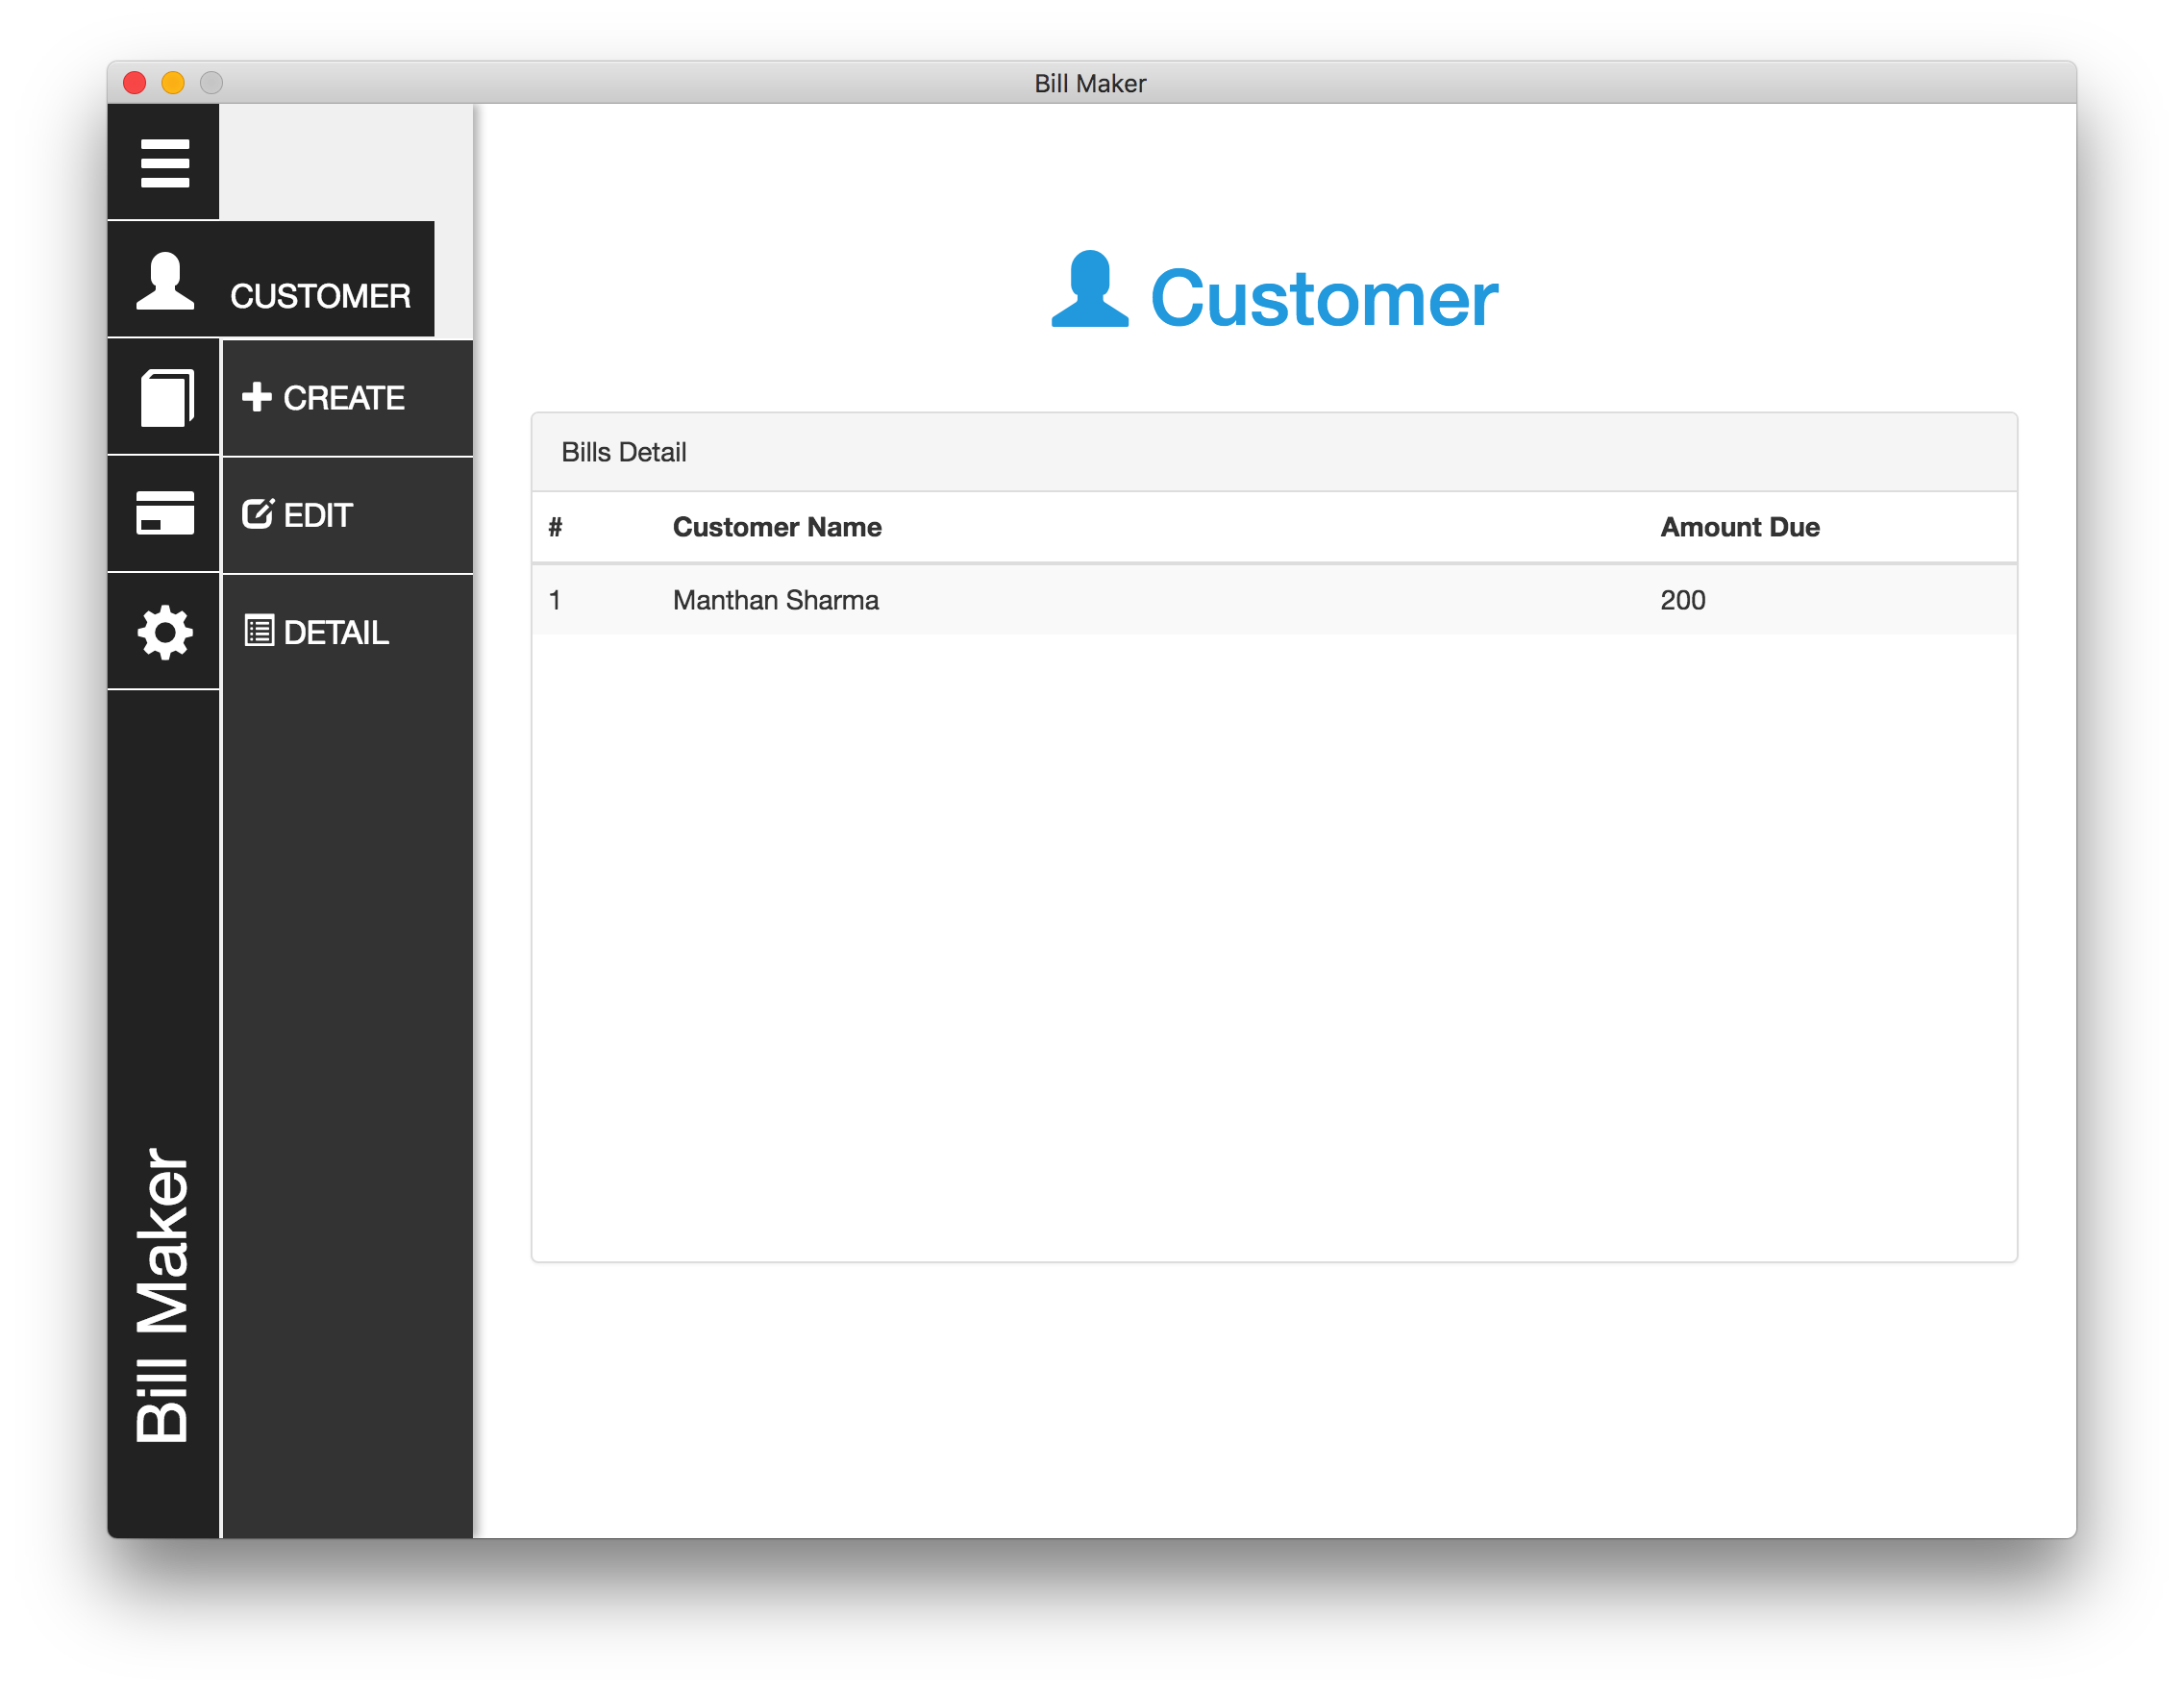 Bill Maker
CUSTOMER
CREATE
EDIT
DETAIL
Bill Maker
Customer
Bills Detail
# Customer Name Amount Due
1 Manthan Sharma 200